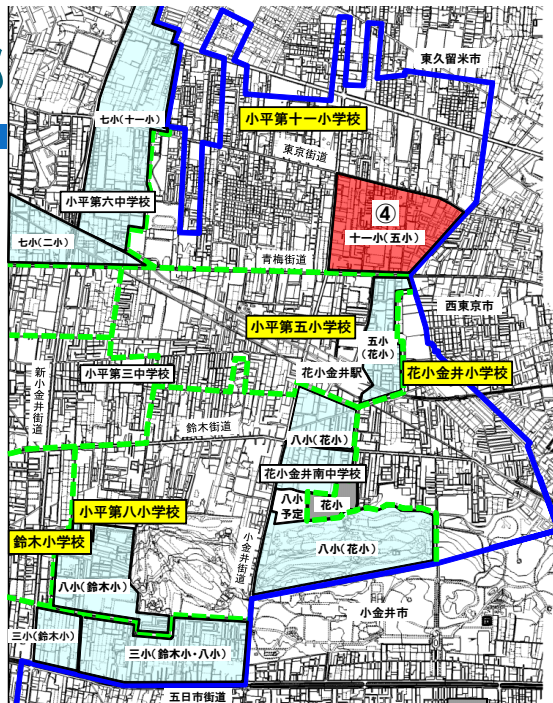 東久留米市
七小(十一小)
小平第十一小学校
東京街道
小平第六中学校
④
十一小(五小)
七小(二小)
青梅街道
西東京市
小平第五小学校
五小
(花小)
花小金井駅
小平第三中学校
花小金井小学校
新小金井街道
鈴木街道
八小(花小)
花小金井南中学校
八小
予定
花小
小平第八小学校
鈴木小学校
小金井街道
八小(花小)
八小(鈴木小)
小金井市
三小(鈴木小)
三小(鈴木小・八小)
五日市街道